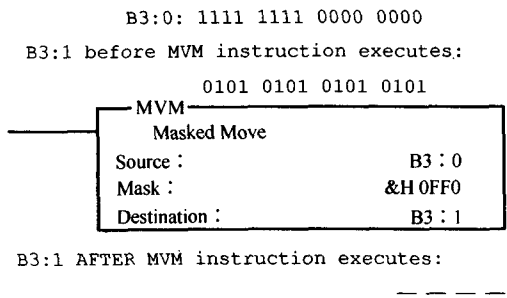 B3:0: 1111 1111 0000 0000
B3:1 before MVM instruction executes:
0101 0101 0101 0101
MVM
Masked Move
Source : B3 : 0
Mask : &H 0FF0
Destination : B3 : 1
B3:1 AFTER MVM instruction executes: